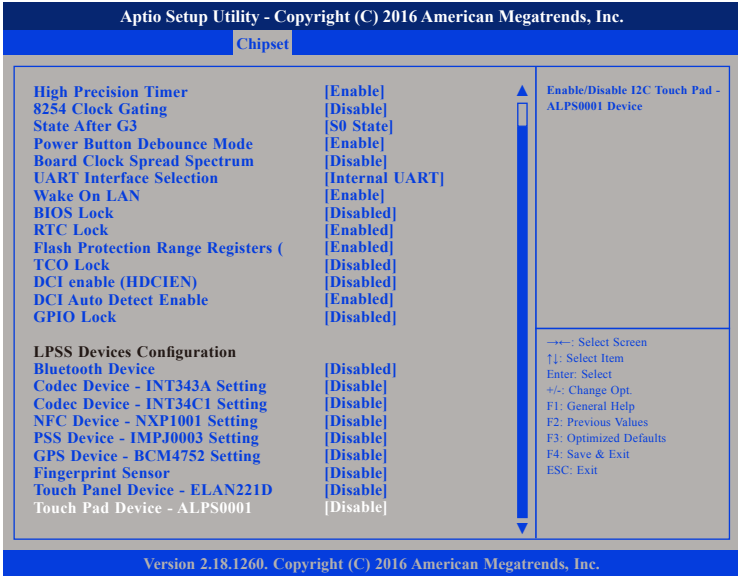 Aptio Setup Utility - Copyright (C) 2016 American Megatrends, Inc.
Chipset
High Precision Timer [Enable]
8254 Clock Gating [Disable]
State After G3 [S0 State]
Power Button Debounce Mode [Enable]
Board Clock Spread Spectrum [Disable]
UART Interface Selection [Internal UART]
Wake On LAN [Enable]
BIOS Lock [Disabled]
RTC Lock [Enabled]
Flash Protection Range Registers ( [Enabled]
TCO Lock [Disabled]
DCI enable (HDCIEN) [Disabled]
DCI Auto Detect Enable [Enabled]
GPIO Lock [Disabled]
LPSS Devices Configuration
Bluetooth Device [Disabled]
Codec Device - INT343A Setting [Disable]
Codec Device - INT34C1 Setting [Disable]
NFC Device - NXP1001 Setting [Disable]
PSS Device - IMPJ0003 Setting [Disable]
GPS Device - BCM4752 Setting [Disable]
Fingerprint Sensor [Disable]
Touch Panel Device - ELAN221D [Disable]
Touch Pad Device - ALPS0001 [Disable]
Enable/Disable I2C Touch Pad -
ALPS0001 Device
→←: Select Screen
↑↓: Select Item
Enter: Select
+/-: Change Opt.
F1: General Help
F2: Previous Values
F3: Optimized Defaults
F4: Save & Exit
ESC: Exit
Version 2.18.1260. Copyright (C) 2016 American Megatrends, Inc.